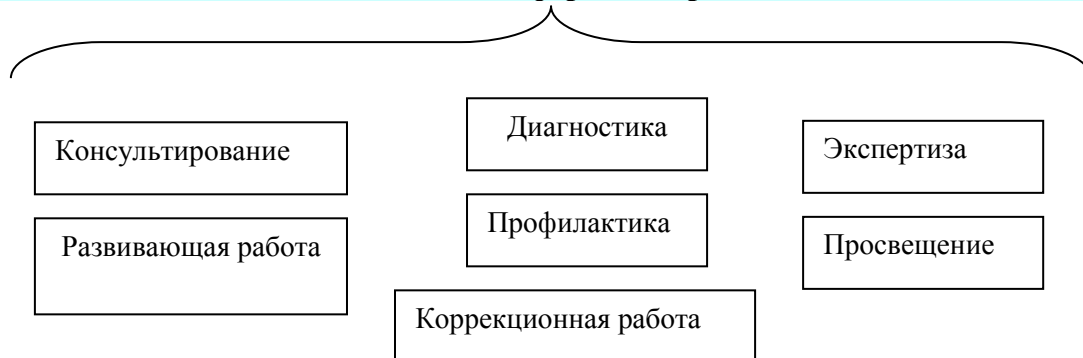 Диагностика
Консультирование
Экспертиза
Профилактика
Развивающая работа
Просвещение
Коррекционная работа